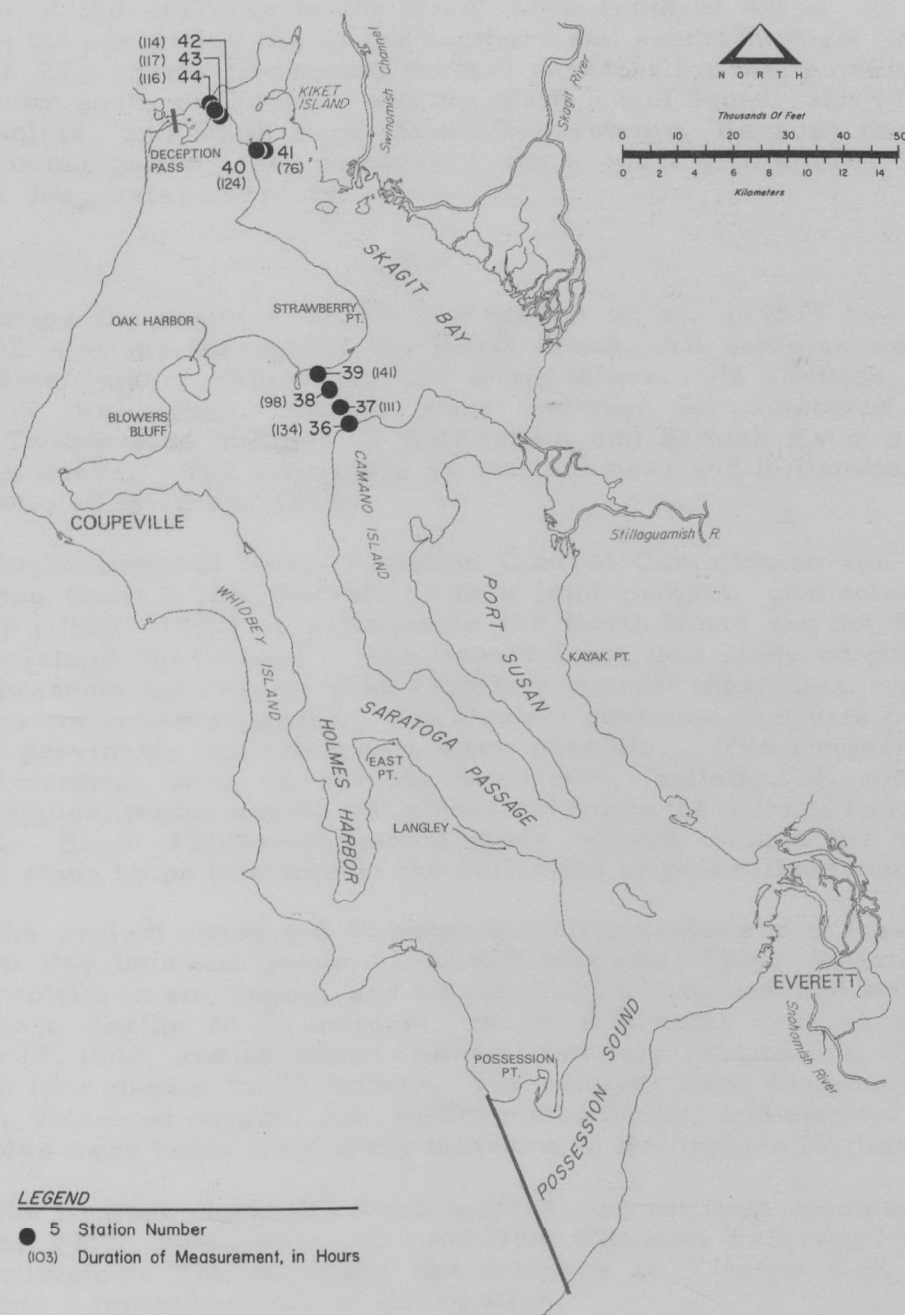 (114) 42
(117) 43
(116) 44
KIKET
ISLAND
Swinomish Channel
Skagit River
NORTH
Thousands Of Feet
0 10 20 30 40 50
0 2 4 6 8 10 12 14
Kilometers
DECEPTION
PASS
40
(124)
41
(76)
SKAGIT BAY
STRAWBERRY
PT.
OAK HARBOR
39 (141)
(98) 38
37 (111)
(134) 36
BLOWERS
BLUFF
COUPEVILLE
CAMANO ISLAND
Stillaguamish R.
WHIDBEY ISLAND
PORT SUSAN
KAYAK PT.
SARATOGA PASSAGE
HOLMES HARBOR
EAST
PT.
LANGLEY
EVERETT
Snohomish River
POSSESSION
PT.
POSSESSION SOUND
LEGEND
5 Station Number
(103) Duration of Measurement, in Hours